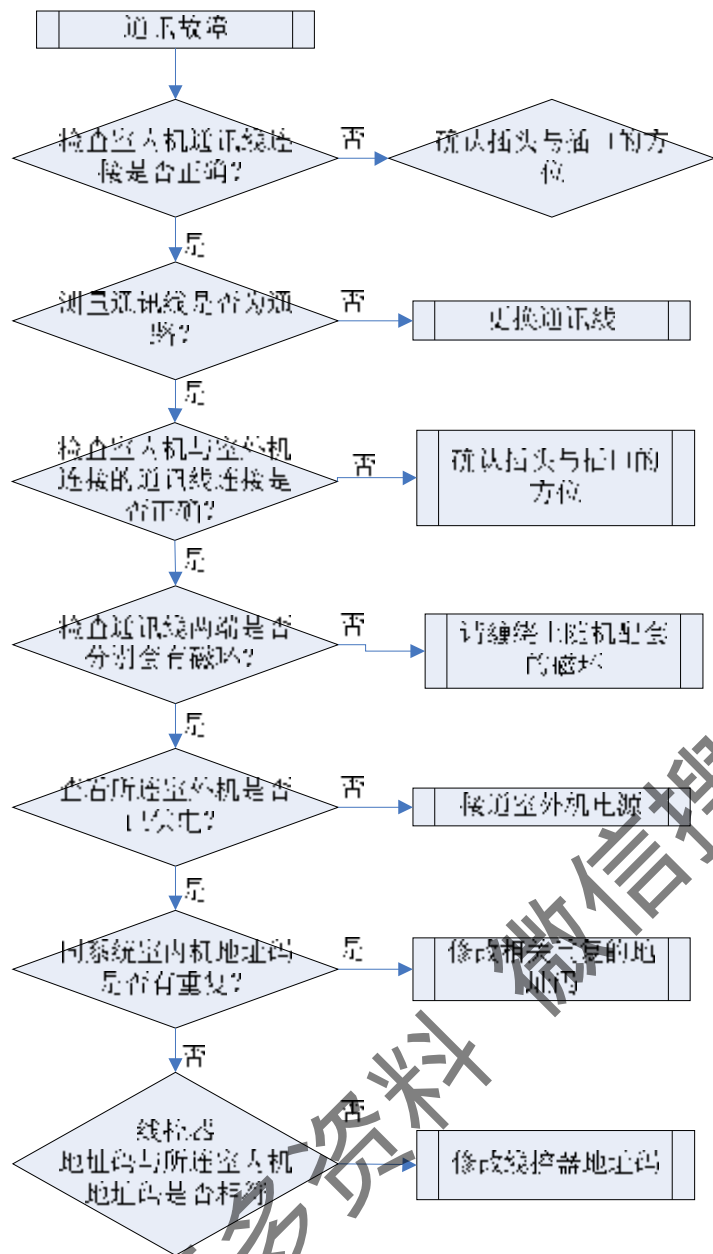 通讯故障
检查室内机通讯线连
接是否正确?
否
确认插头与插口的方
位
是
测量通讯线是否为通
路?
否
更换通讯线
是
检查室内机与室外机
连接的通讯线连接是
否正确?
否
确认插头与插口的
方位
是
检查通讯线两端是否
分别套有磁环?
否
请缠绕上随机配套
的磁环
是
查看所连室外机是否
已供电?
否
接通室外机电源
是
同系统室内机地址码
是否有重复?
是
修改相关重复的地
址码
否
线控器
地址码与所连室内机
地址码是否相符
否
修改线控器地址码
多资料 微信搜